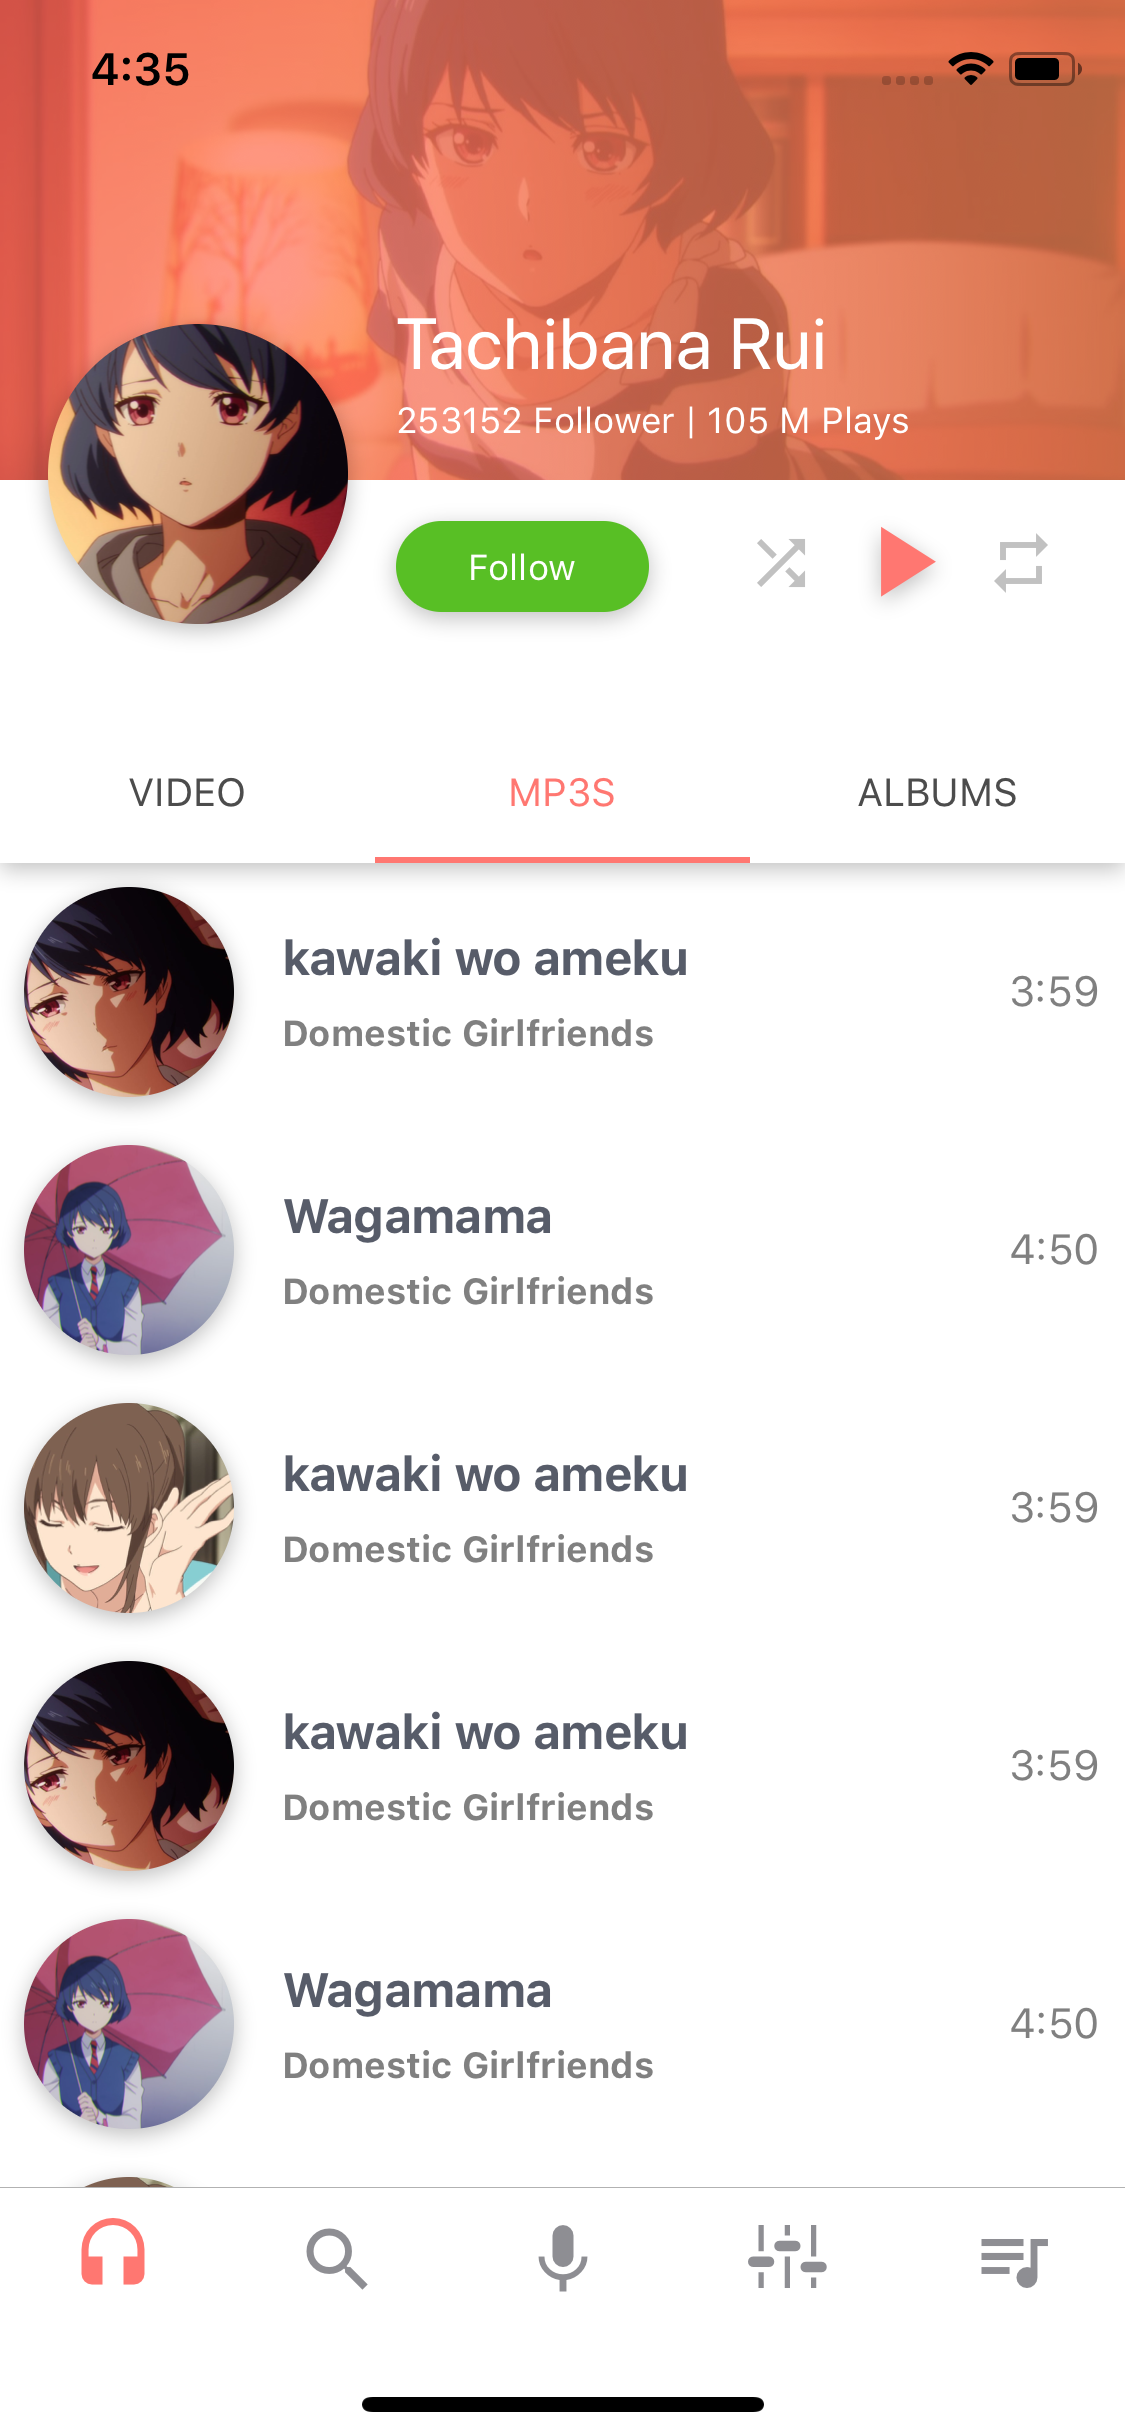 4:35
Tachibana Rui
253152 Follower | 105 M Plays
Follow
VIDEO
MP3S
ALBUMS
kawaki wo ameku
Domestic Girlfriends
3:59
Wagamama
Domestic Girlfriends
4:50
kawaki wo ameku
Domestic Girlfriends
3:59
kawaki wo ameku
Domestic Girlfriends
3:59
Wagamama
Domestic Girlfriends
4:50